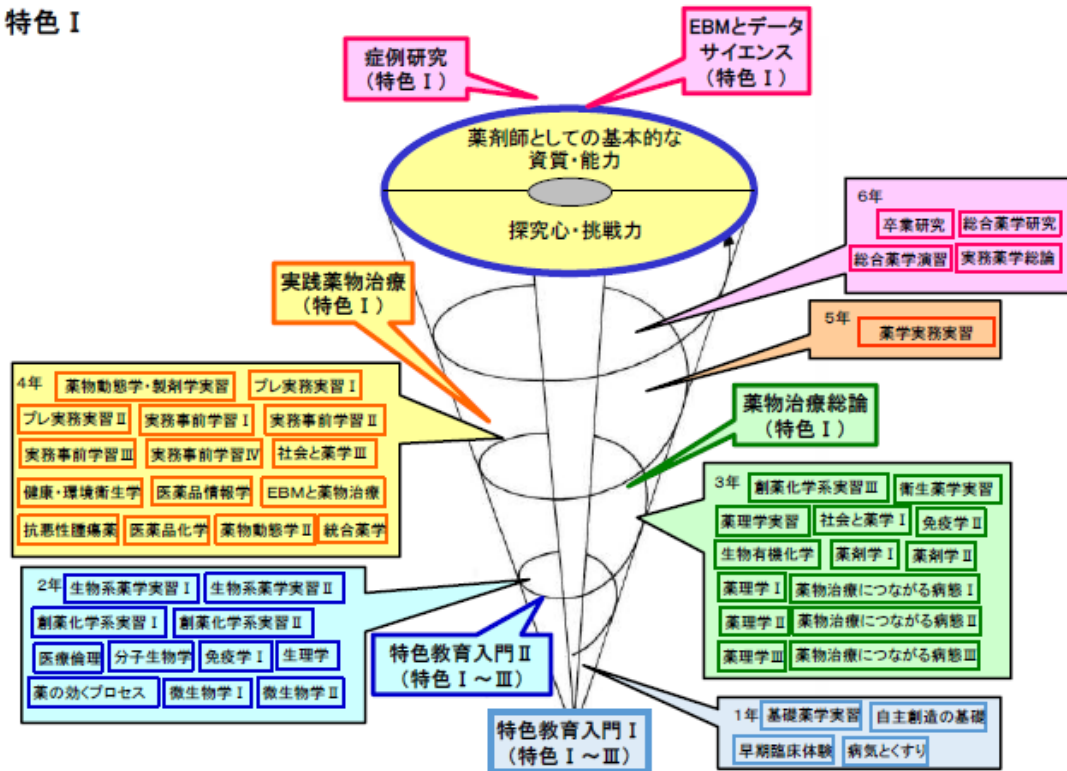 特色Ⅰ
症例研究
(特色Ⅰ)
EBMとデータ
サイエンス
(特色Ⅰ)
薬剤師としての基本的な
資質・能力
探究心・挑戦力
6年
卒業研究
総合薬学研究
総合薬学演習
実務薬学総論
実践薬物治療
(特色Ⅰ)
5年
薬学実務実習
4年
薬物動態学・製剤学実習
プレ実務実習Ⅰ
プレ実務実習Ⅱ
実務事前学習Ⅰ
実務事前学習Ⅱ
実務事前学習Ⅲ
実務事前学習Ⅳ
社会と薬学Ⅲ
健康・環境衛生学
医薬品情報学
EBMと薬物治療
抗悪性腫瘍薬
医薬品化学
薬物動態学Ⅱ
統合薬学
薬物治療総論
(特色Ⅰ)
3年
創薬化学系実習Ⅲ
衛生薬学実習
薬理学実習
社会と薬学Ⅰ
免疫学Ⅱ
生物有機化学
薬剤学Ⅰ
薬剤学Ⅱ
薬理学Ⅰ
薬物治療につながる病態Ⅰ
薬理学Ⅱ
薬物治療につながる病態Ⅱ
薬理学Ⅲ
薬物治療につながる病態Ⅲ
2年
生物系薬学実習Ⅰ
生物系薬学実習Ⅱ
創薬化学系実習Ⅰ
創薬化学系実習Ⅱ
医療倫理
分子生物学
免疫学Ⅰ
生理学
薬の効くプロセス
微生物学Ⅰ
微生物学Ⅱ
特色教育入門Ⅱ
(特色Ⅰ～Ⅲ)
特色教育入門Ⅰ
(特色Ⅰ～Ⅲ)
1年
基礎薬学実習
自主創造の基礎
早期臨床体験
病気とくすり